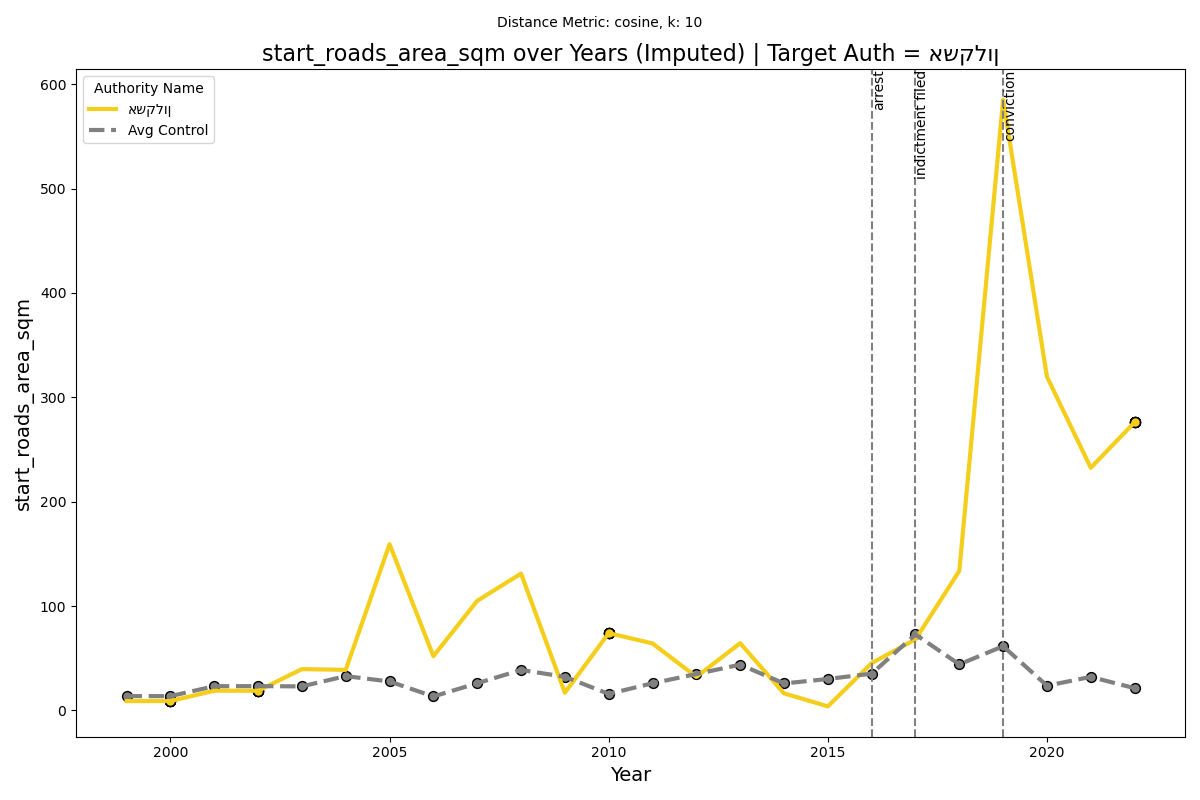 Distance Metric: cosine, k: 10
start_roads_area_sqm over Years (Imputed) | Target Auth = אשקלון
Authority Name
אשקלון
Avg Control
arrest
indictment filed
conviction
600
500
400
300
200
100
0
start_roads_area_sqm
2000
2005
2010
2015
2020
Year